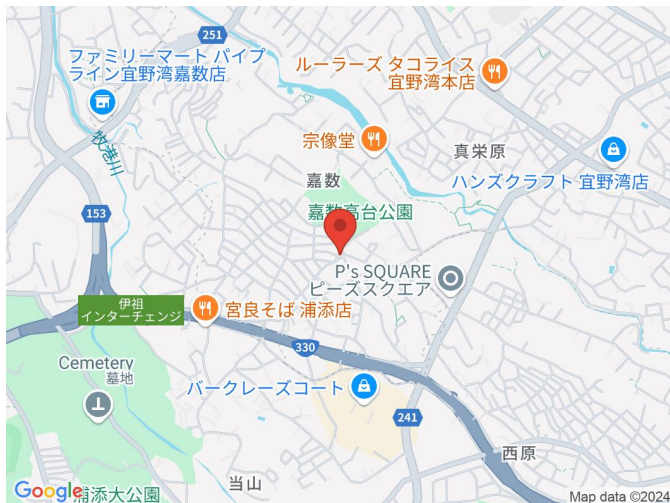 251
ファミリーマート パイプ
ライン宜野湾嘉数店
ルーラーズ タコライス
宜野湾本店
宗像堂
真栄原
牧港川
嘉数
ハンズクラフト 宜野湾店
153
嘉数高台公園
P's SQUARE
ピーズスクエア
伊祖
インターチェンジ
宮良そば 浦添店
330
Cemetery
墓地
バークレーズコート
241
西原
当山
Google
浦添大公園
Map data ©2024